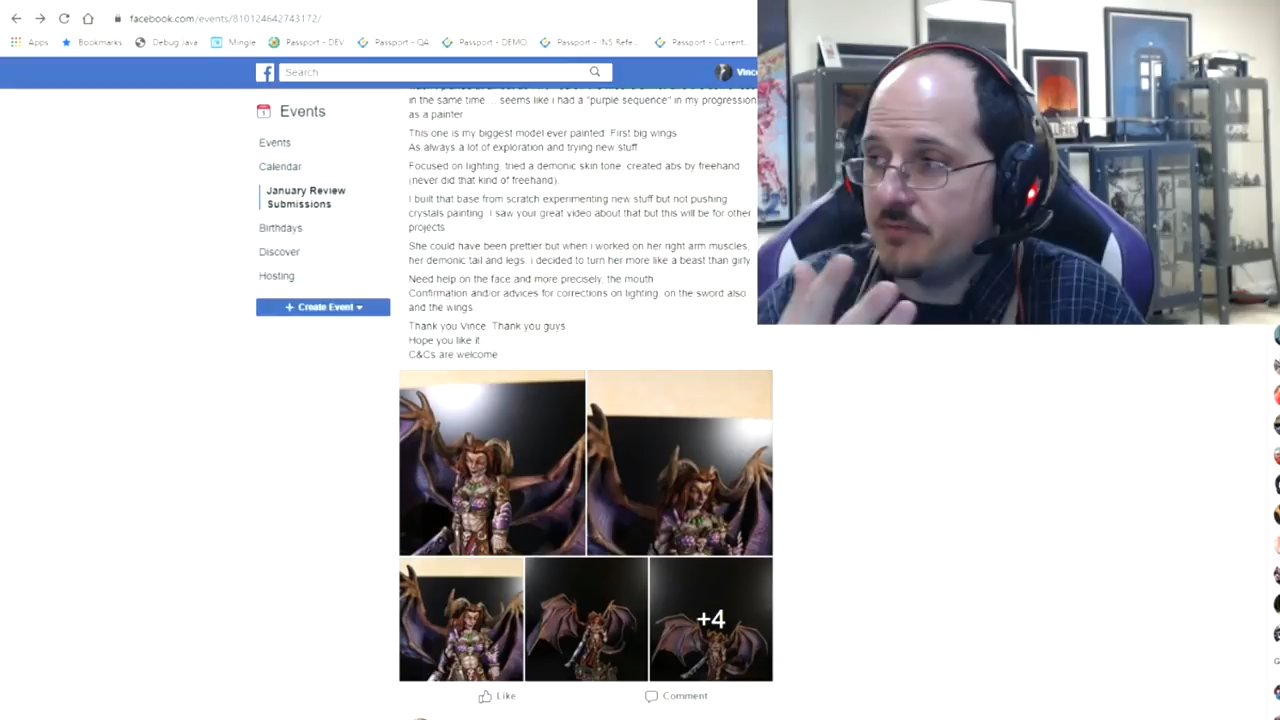 facebook.com/events/810124642743172/
Apps Bookmarks Debug Java Mingle Passport - DEV Passport - QA Passport - DEMO Passport - INS Refe... Passport - Current...
Search
Vince
Events
Events
Calendar
January Review
Submissions
Birthdays
Discover
Hosting
+ Create Event
in the same time ... seems like i had a "purple sequence" in my progression
as a painter
This one is my biggest model ever painted. First big wings
As always a lot of exploration and trying new stuff
Focused on lighting, tried a demonic skin tone, created abs by freehand
(never did that kind of freehand).
I built that base from scratch experimenting new stuff but not pushing
crystals painting. I saw your great video about that but this will be for other
projects
She could have been prettier but when i worked on her right arm muscles,
her demonic tail and legs, i decided to turn her more like a beast than girly
Need help on the face and more precisely, the mouth
Confirmation and/or advices for corrections on lighting, on the sword also
and the wings
Thank you Vince. Thank you guys.
Hope you like it
C&Cs are welcome
+4
Like
Comment